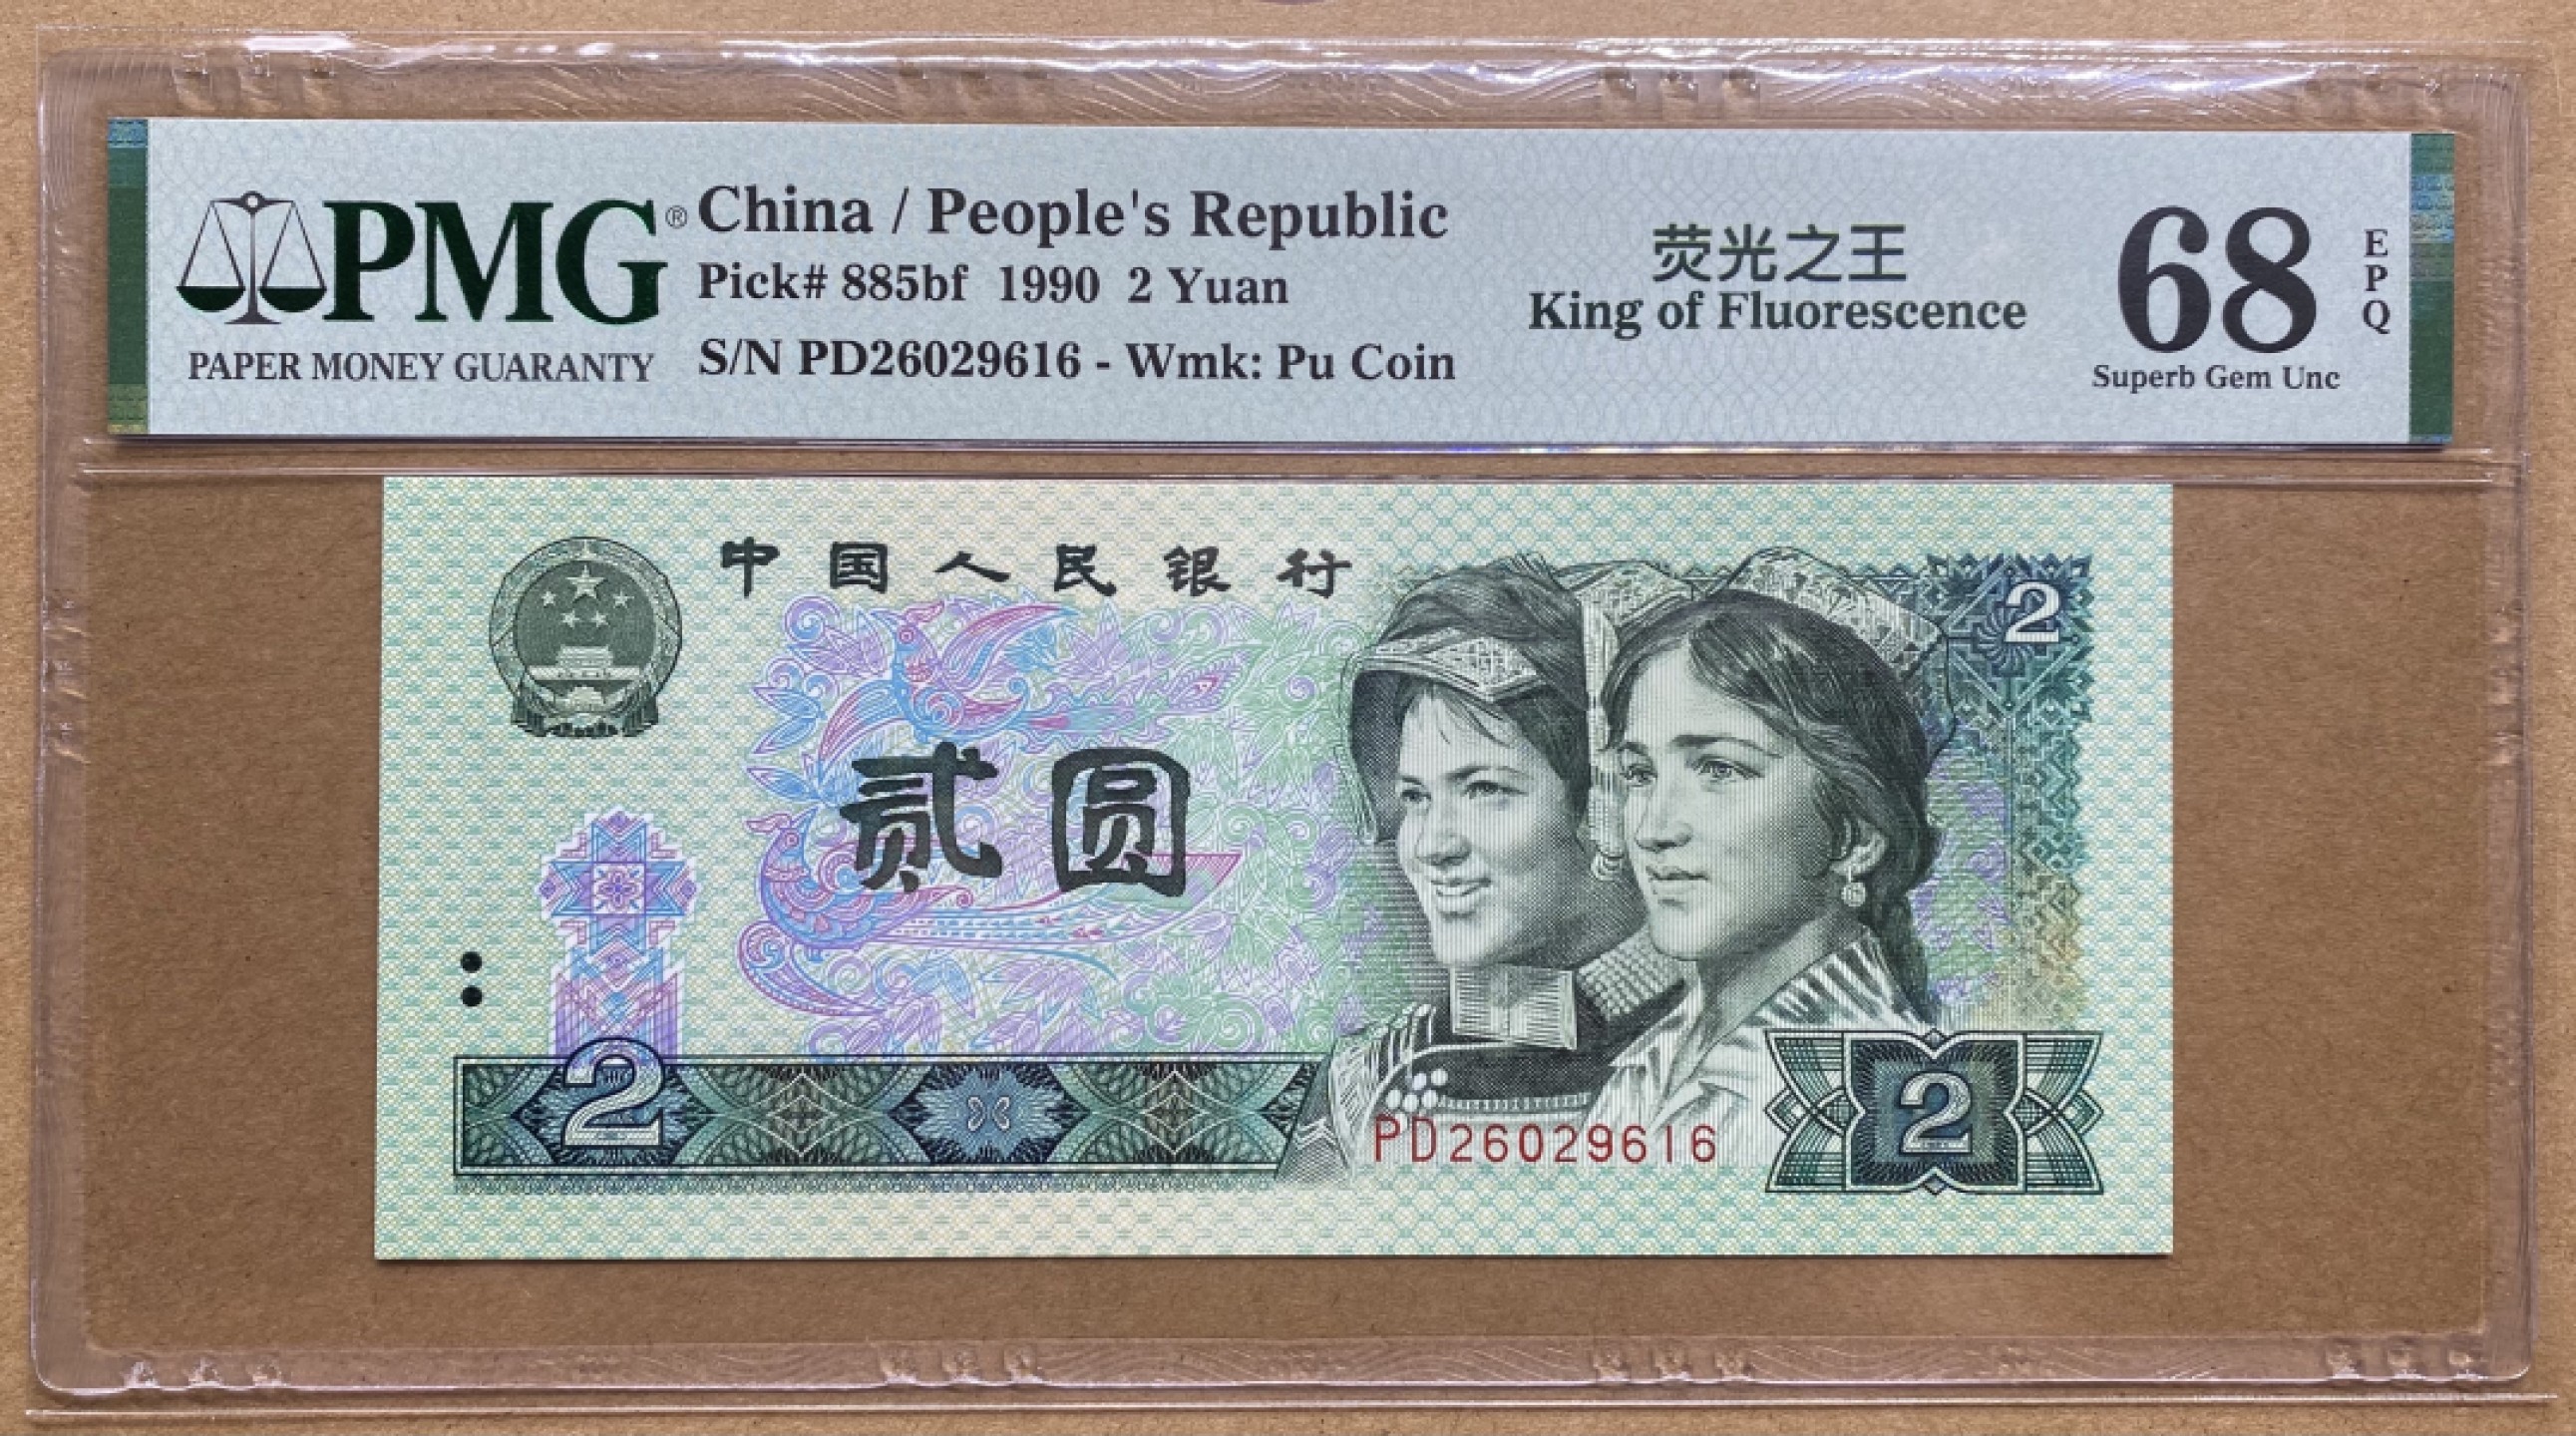 PMG®
PAPER MONEY GUARANTY
China / People's Republic
Pick# 885bf 1990 2 Yuan
S/N PD26029616 - Wmk: Pu Coin
荧光之王
King of Fluorescence
68
EPQ
Superb Gem Unc
中国人民银行
2
贰圆
2
PD26029616
2